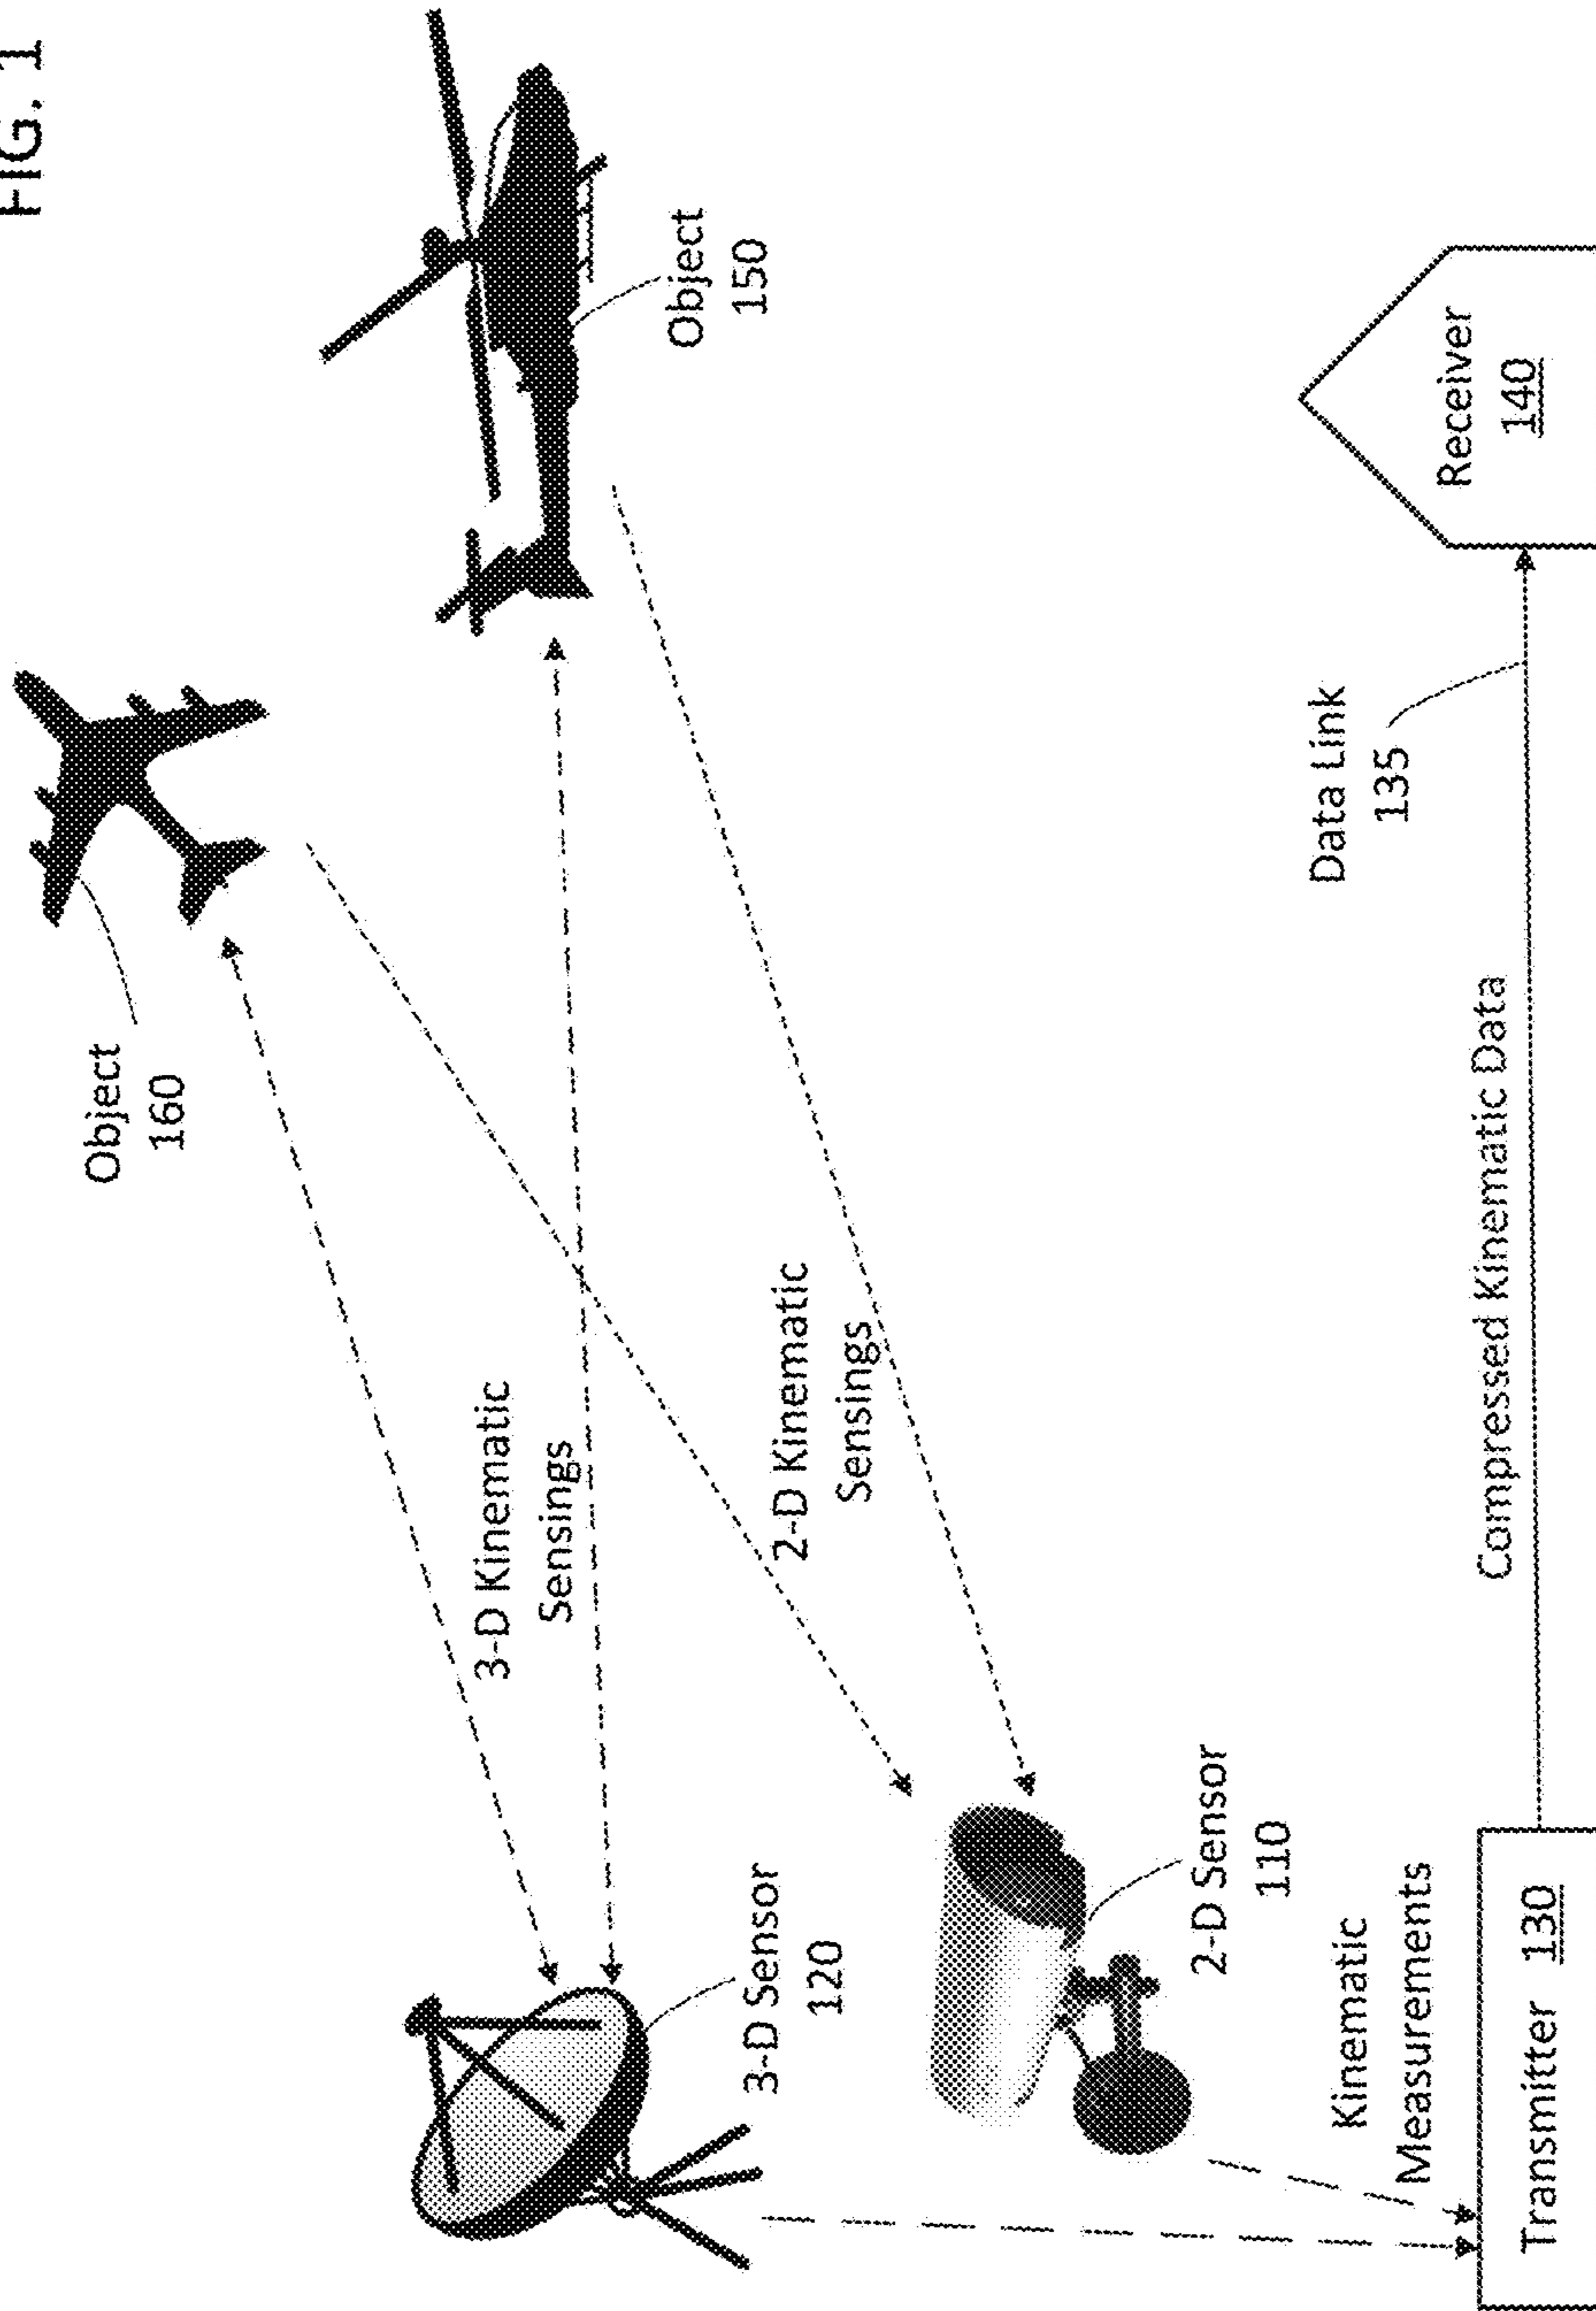 FIG. 1
Object
160
Object
150
3-D Kinematic
Sensings
2-D Kinematic
Sensings
3-D Sensor
120
2-D Sensor
110
Kinematic
Measurements
Data Link
135
Compressed Kinematic Data
Transmitter 130
Receiver
140